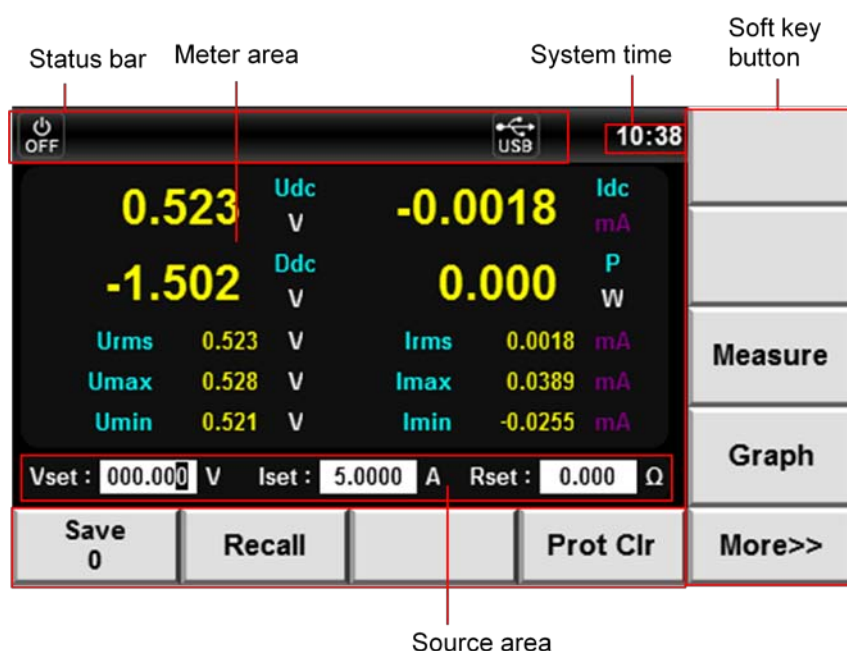 Soft key
button
Status bar Meter area System time
OFF USB 10:38
0.523 Udc V -0.0018 Idc mA
-1.502 Ddc V 0.000 P W
Urms 0.523 V Irms 0.0018 mA
Umax 0.528 V Imax 0.0389 mA
Umin 0.521 V Imin -0.0255 mA
Measure
Graph
Vset : 000.000 V Iset : 5.0000 A Rset : 0.000 Ω
Save
0
Recall
Prot Clr
More>>
Source area